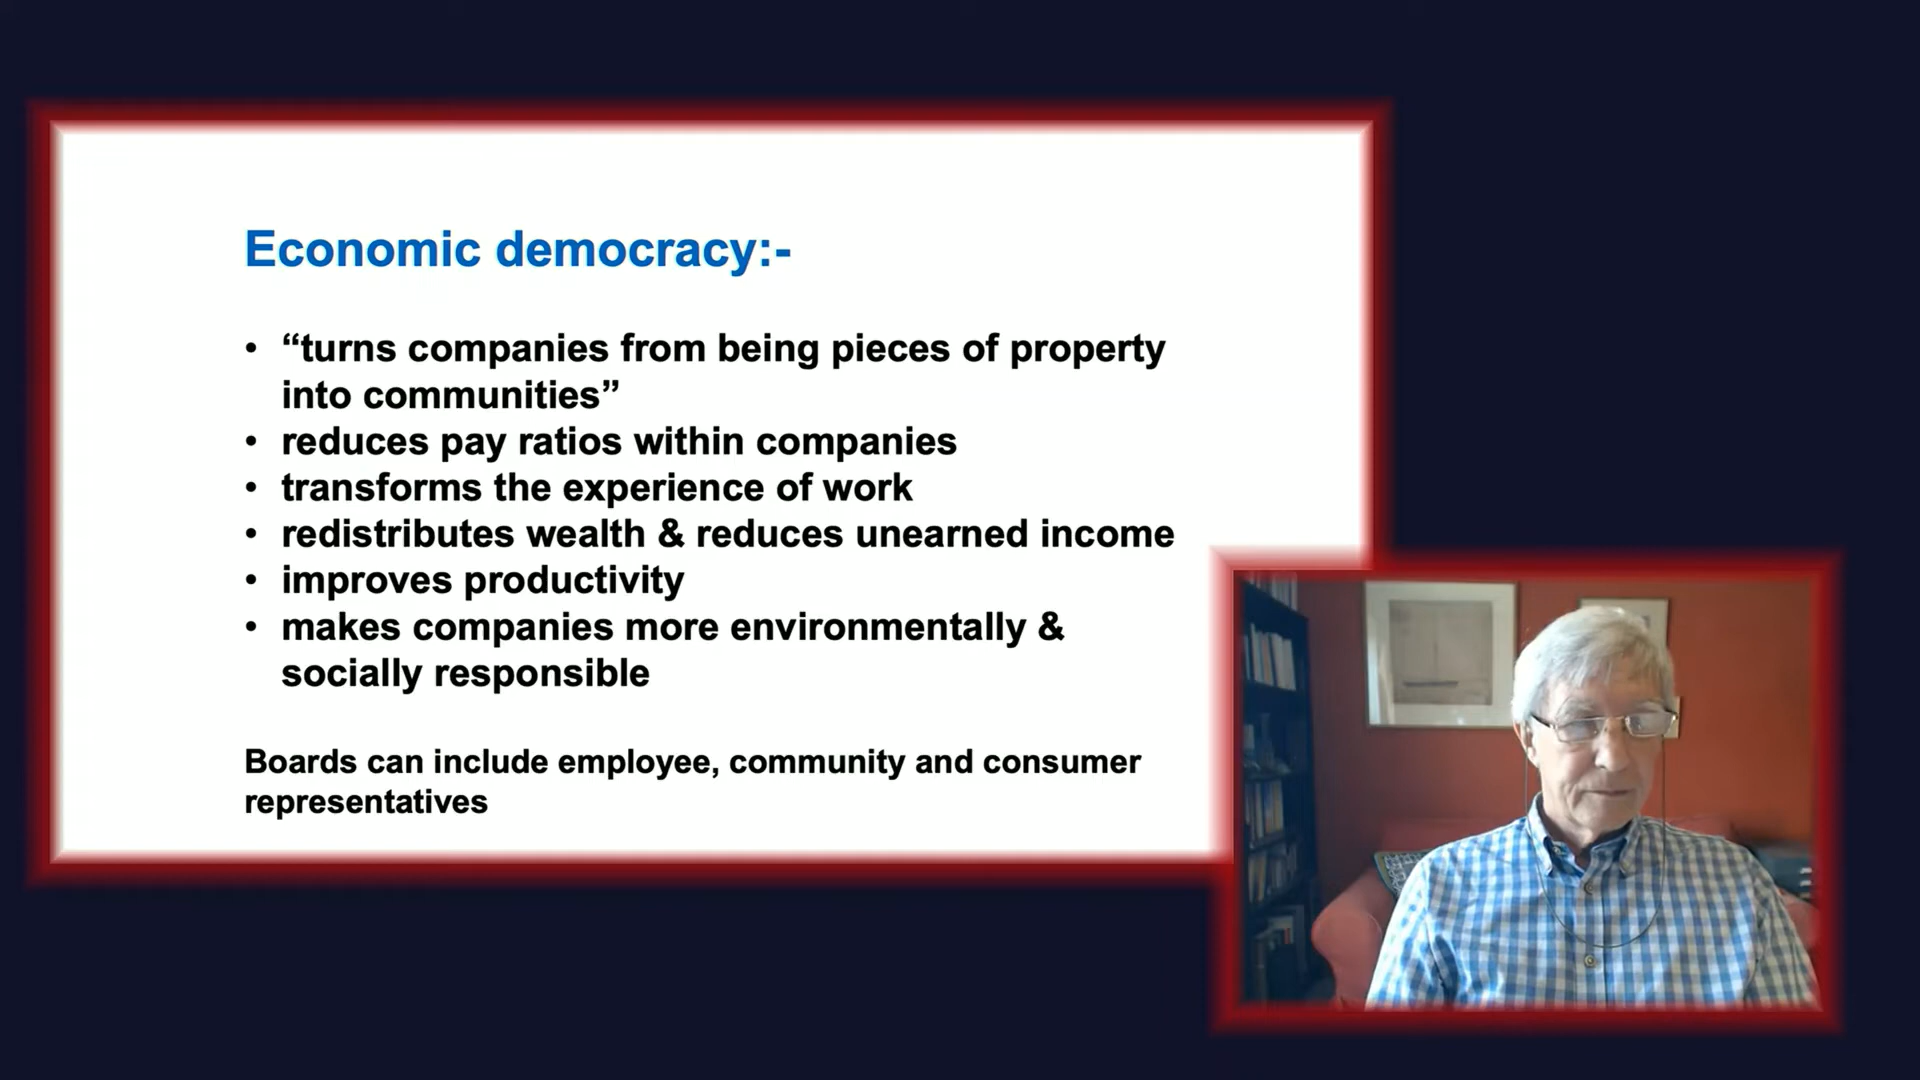 Economic democracy:-
• “turns companies from being pieces of property
into communities”
• reduces pay ratios within companies
• transforms the experience of work
• redistributes wealth & reduces unearned income
• improves productivity
• makes companies more environmentally &
socially responsible
Boards can include employee, community and consumer
representatives